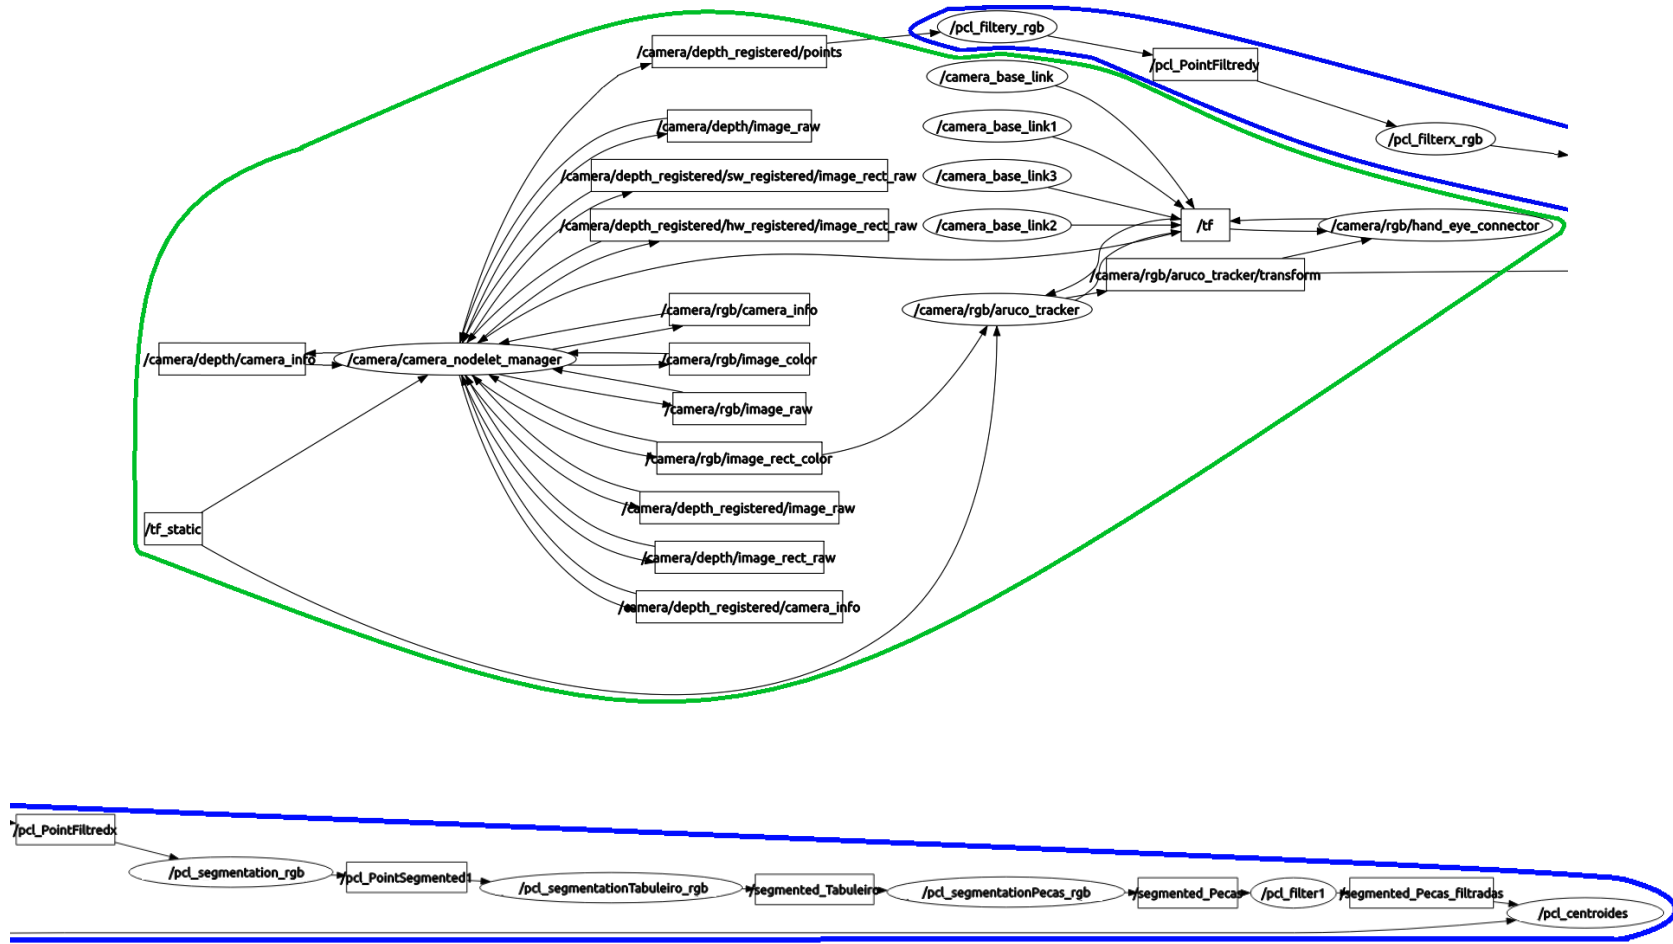 /pcl_filtery_rgb
/camera/depth_registered/points
/pcl_PointFiltredy
/camera_base_link
/camera/depth/image_raw
/camera_base_link1
/pcl_filterx_rgb
/camera/depth_registered/sw_registered/image_rect_raw
/camera_base_link3
/camera/depth_registered/hw_registered/image_rect_raw
/camera_base_link2
/tf
/camera/rgb/hand_eye_connector
/camera/rgb/aruco_tracker/transform
/camera/rgb/camera_info
/camera/rgb/aruco_tracker
/camera/depth/camera_info
/camera/camera_nodelet_manager
/camera/rgb/image_color
/camera/rgb/image_raw
/camera/rgb/image_rect_color
/camera/depth_registered/image_raw
/tf_static
/camera/depth/image_rect_raw
/camera/depth_registered/camera_info
/pcl_PointFiltredx
/pcl_segmentation_rgb
/pcl_PointSegmented1
/pcl_segmentationTabuleiro_rgb
/segmented_Tabuleiro
/pcl_segmentationPecas_rgb
/segmented_Pecas
/pcl_filter1
/segmented_Pecas_filtradas
/pcl_centroides